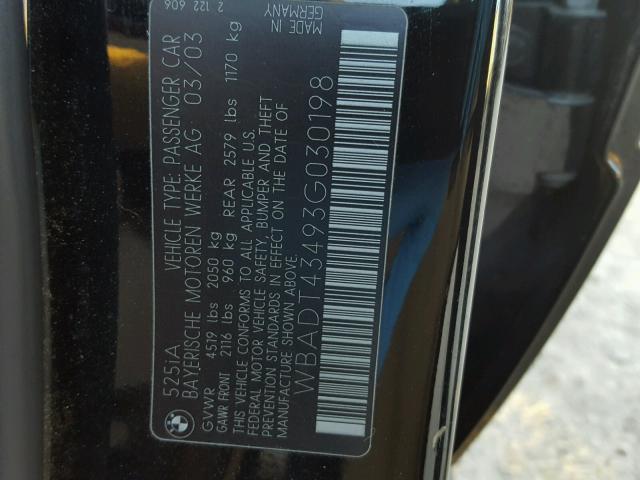 525IA VEHICLE TYPE: PASSENGER CAR 2 122 606
BAYERISCHE MOTOREN WERKE AG 03/03
GVWR 4519 lbs 2050 kg
GAWR FRONT 2116 lbs 960 kg REAR 2579 lbs 1170 kg
THIS VEHICLE CONFORMS TO ALL APPLICABLE U.S.
FEDERAL MOTOR VEHICLE SAFETY, BUMPER AND THEFT
PREVENTION STANDARDS IN EFFECT ON THE DATE OF
MANUFACTURE SHOWN ABOVE.
MADE IN
GERMANY
WBADT43493G030198